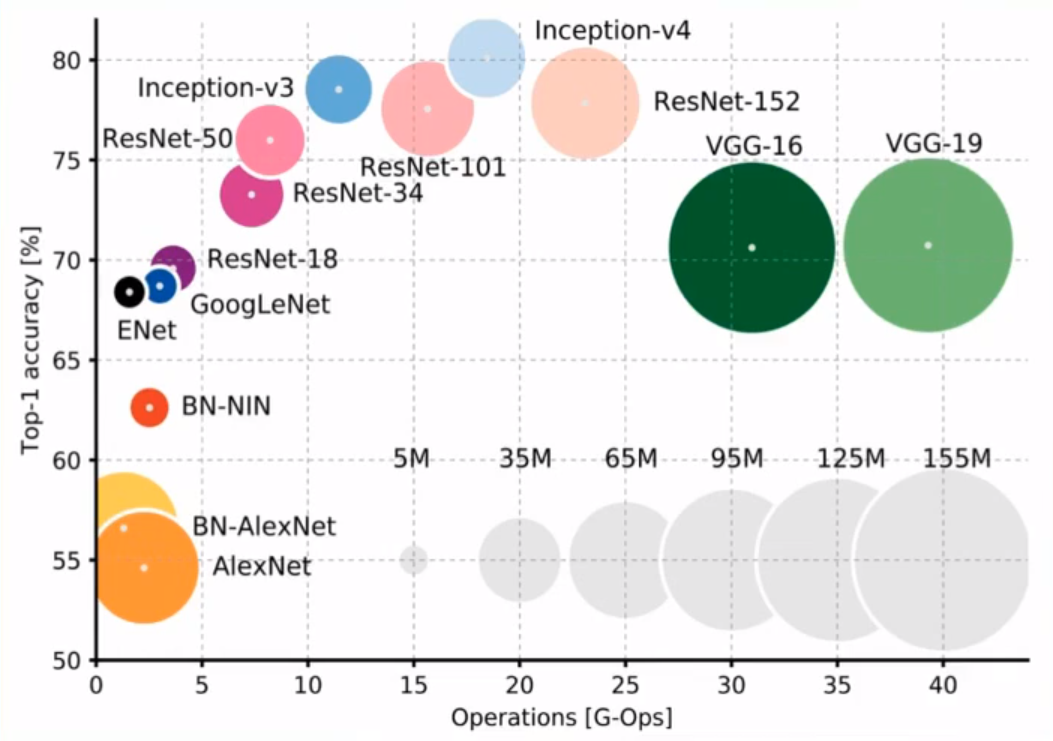 Inception-v4
80
Inception-v3
ResNet-152
ResNet-50
VGG-16
VGG-19
75
ResNet-101
ResNet-34
Top-1 accuracy [%]
70
ResNet-18
GoogLeNet
ENet
65
BN-NIN
60
5M 35M 65M 95M 125M 155M
BN-AlexNet
55
AlexNet
50
0 5 10 15 20 25 30 35 40
Operations [G-Ops]